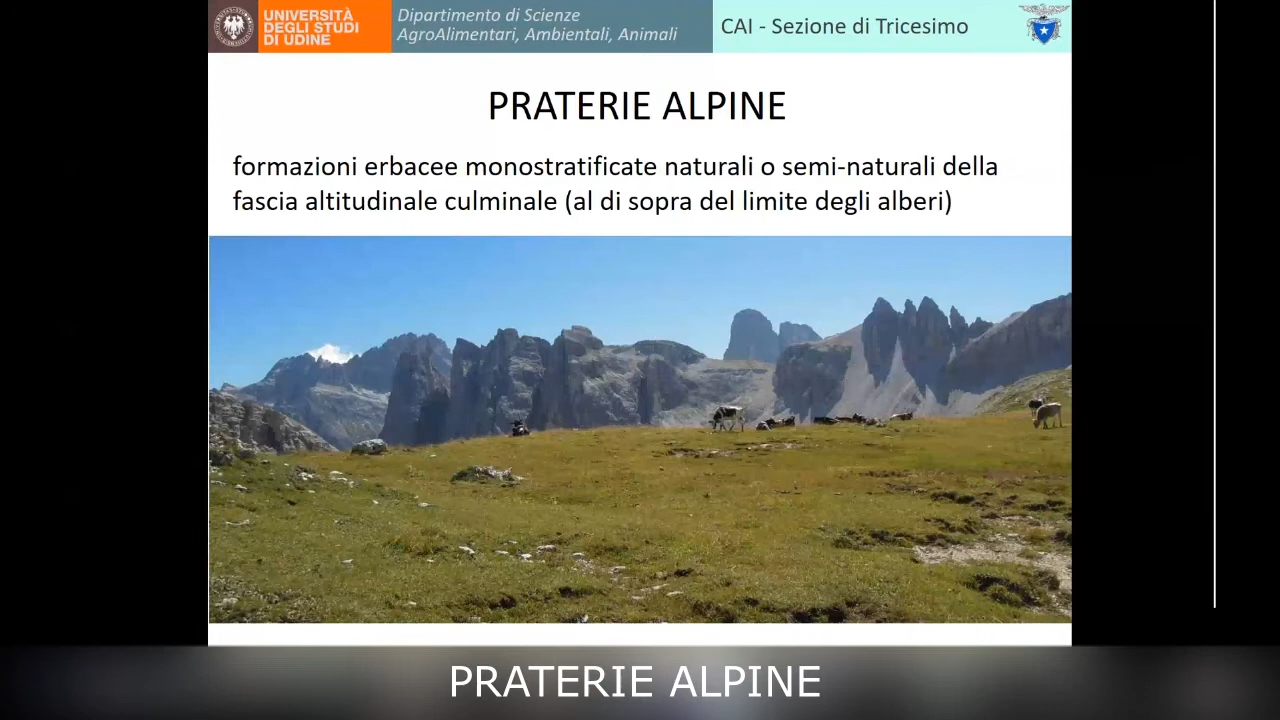 UNIVERSITÀ
DEGLI STUDI
DI UDINE
Dipartimento di Scienze
AgroAlimentari, Ambientali, Animali
CAI - Sezione di Tricesimo
PRATERIE ALPINE
formazioni erbacee monostratificate naturali o semi-naturali della
fascia altitudinale culminale (al di sopra del limite degli alberi)
PRATERIE ALPINE